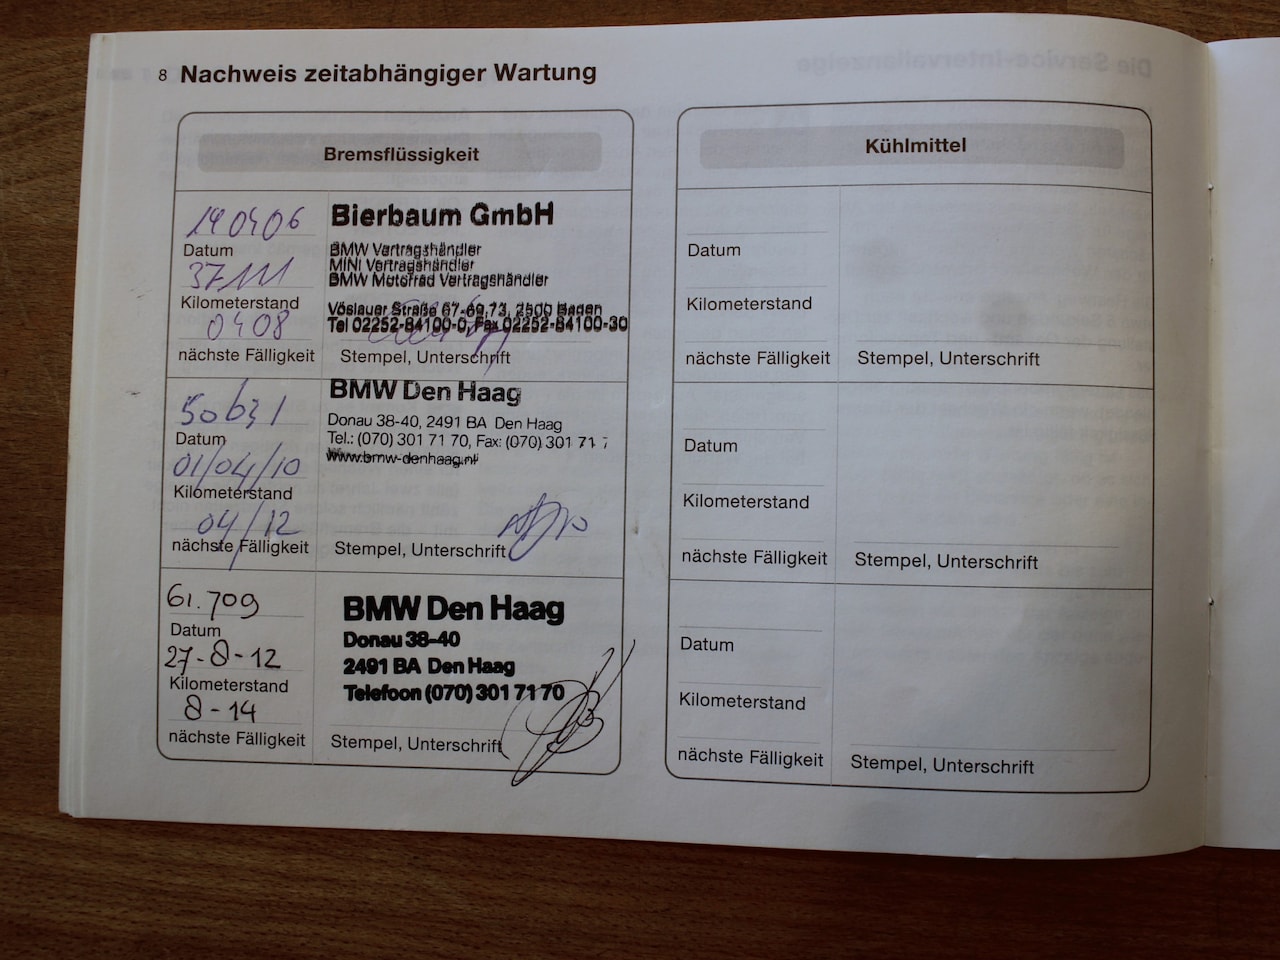 8 Nachweis zeitabhängiger Wartung
Bremsflüssigkeit
140406
Datum
37111
Kilometerstand
0408
nächste Fälligkeit
Bierbaum GmbH
BMW Vertragshändler
MINI Vertragshändler
BMW Motorrad Vertragshändler
Vöslauer Straße 67-69,73, 2500 Baden
Tel 02252-84100-0, Fax 02252-84100-30
Stempel, Unterschrift
50631
Datum
01/04/10
Kilometerstand
04/12
nächste Fälligkeit
BMW Den Haag
Donau 38-40, 2491 BA Den Haag
Tel.: (070) 301 71 70, Fax: (070) 301 71 7
www.bmw-denhaag.nl
Stempel, Unterschrift
61.709
Datum
27-8-12
Kilometerstand
8-14
nächste Fälligkeit
BMW Den Haag
Donau 38-40
2491 BA Den Haag
Telefoon (070) 301 71 70
Stempel, Unterschrift
Kühlmittel
Datum
Kilometerstand
nächste Fälligkeit
Stempel, Unterschrift
Datum
Kilometerstand
nächste Fälligkeit
Stempel, Unterschrift
Datum
Kilometerstand
nächste Fälligkeit
Stempel, Unterschrift
Die Service-Intervallanzeige